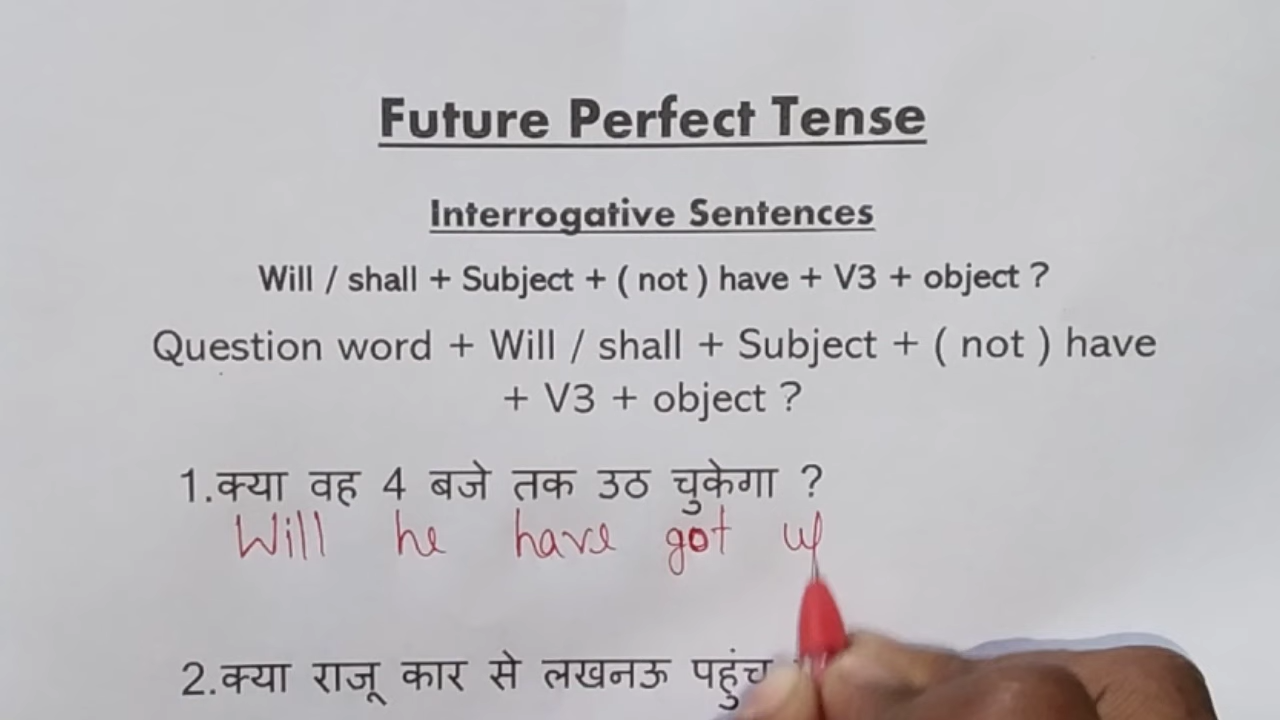 Future Perfect Tense
Interrogative Sentences
Will / shall + Subject + ( not ) have + V3 + object ?
Question word + Will / shall + Subject + ( not ) have
+ V3 + object ?
1.क्या वह 4 बजे तक उठ चुकेगा ?
Will he have got up
2.क्या राजू कार से लखनऊ पहुंच